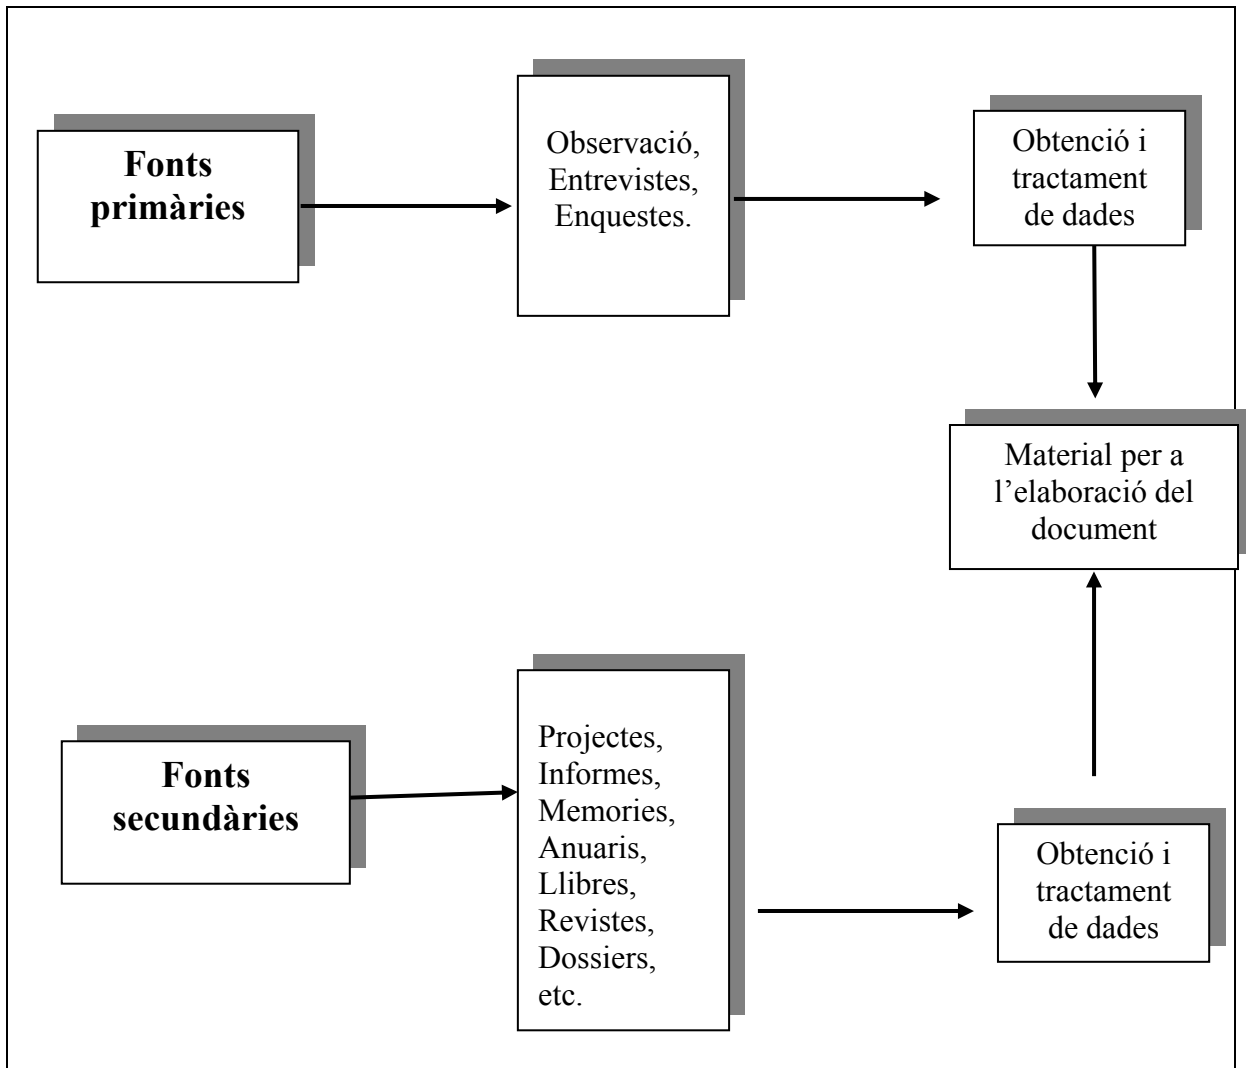 Fonts
primàries
Observació,
Entrevistes,
Enquestes.
Obtenció i
tractament
de dades
Material per a
l’elaboració del
document
Fonts
secundàries
Projectes,
Informes,
Memories,
Anuaris,
Llibres,
Revistes,
Dossiers,
etc.
Obtenció i
tractament
de dades